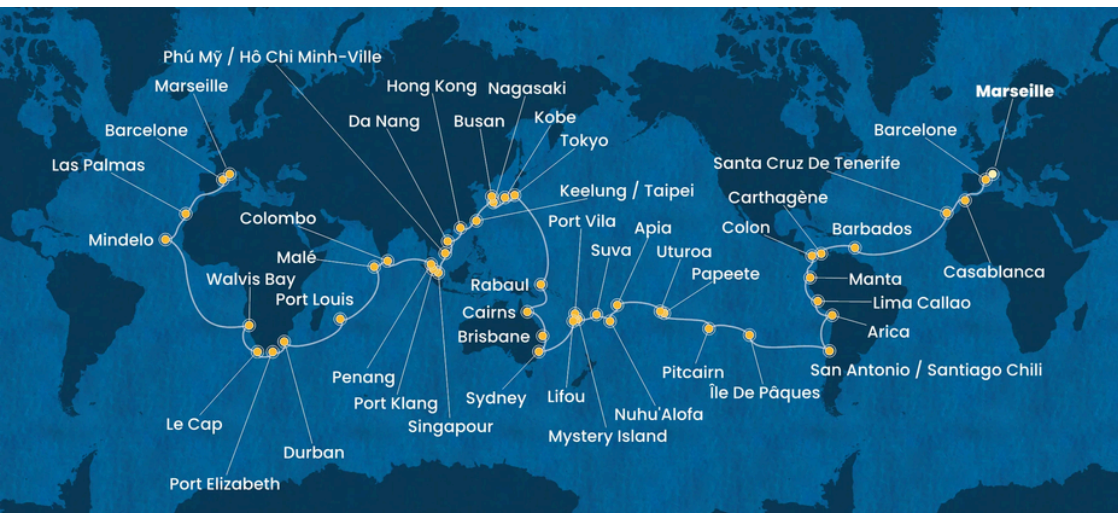 Phú Mỹ / Hô Chi Minh-Ville
Marseille
Hong Kong
Nagasaki
Marseille
Da Nang
Busan
Kobe
Barcelone
Barcelone
Tokyo
Las Palmas
Santa Cruz De Tenerife
Keelung / Taipei
Carthagène
Colombo
Port Vila
Apia
Colon
Barbados
Mindelo
Suva
Uturoa
Malé
Papeete
Casablanca
Walvis Bay
Manta
Rabaul
Port Louis
Lima Callao
Cairns
Arica
Brisbane
San Antonio / Santiago Chili
Pitcairn
Penang
Île De Pâques
Sydney
Lifou
Port Klang
Nuhu'Alofa
Le Cap
Singapour
Mystery Island
Durban
Port Elizabeth